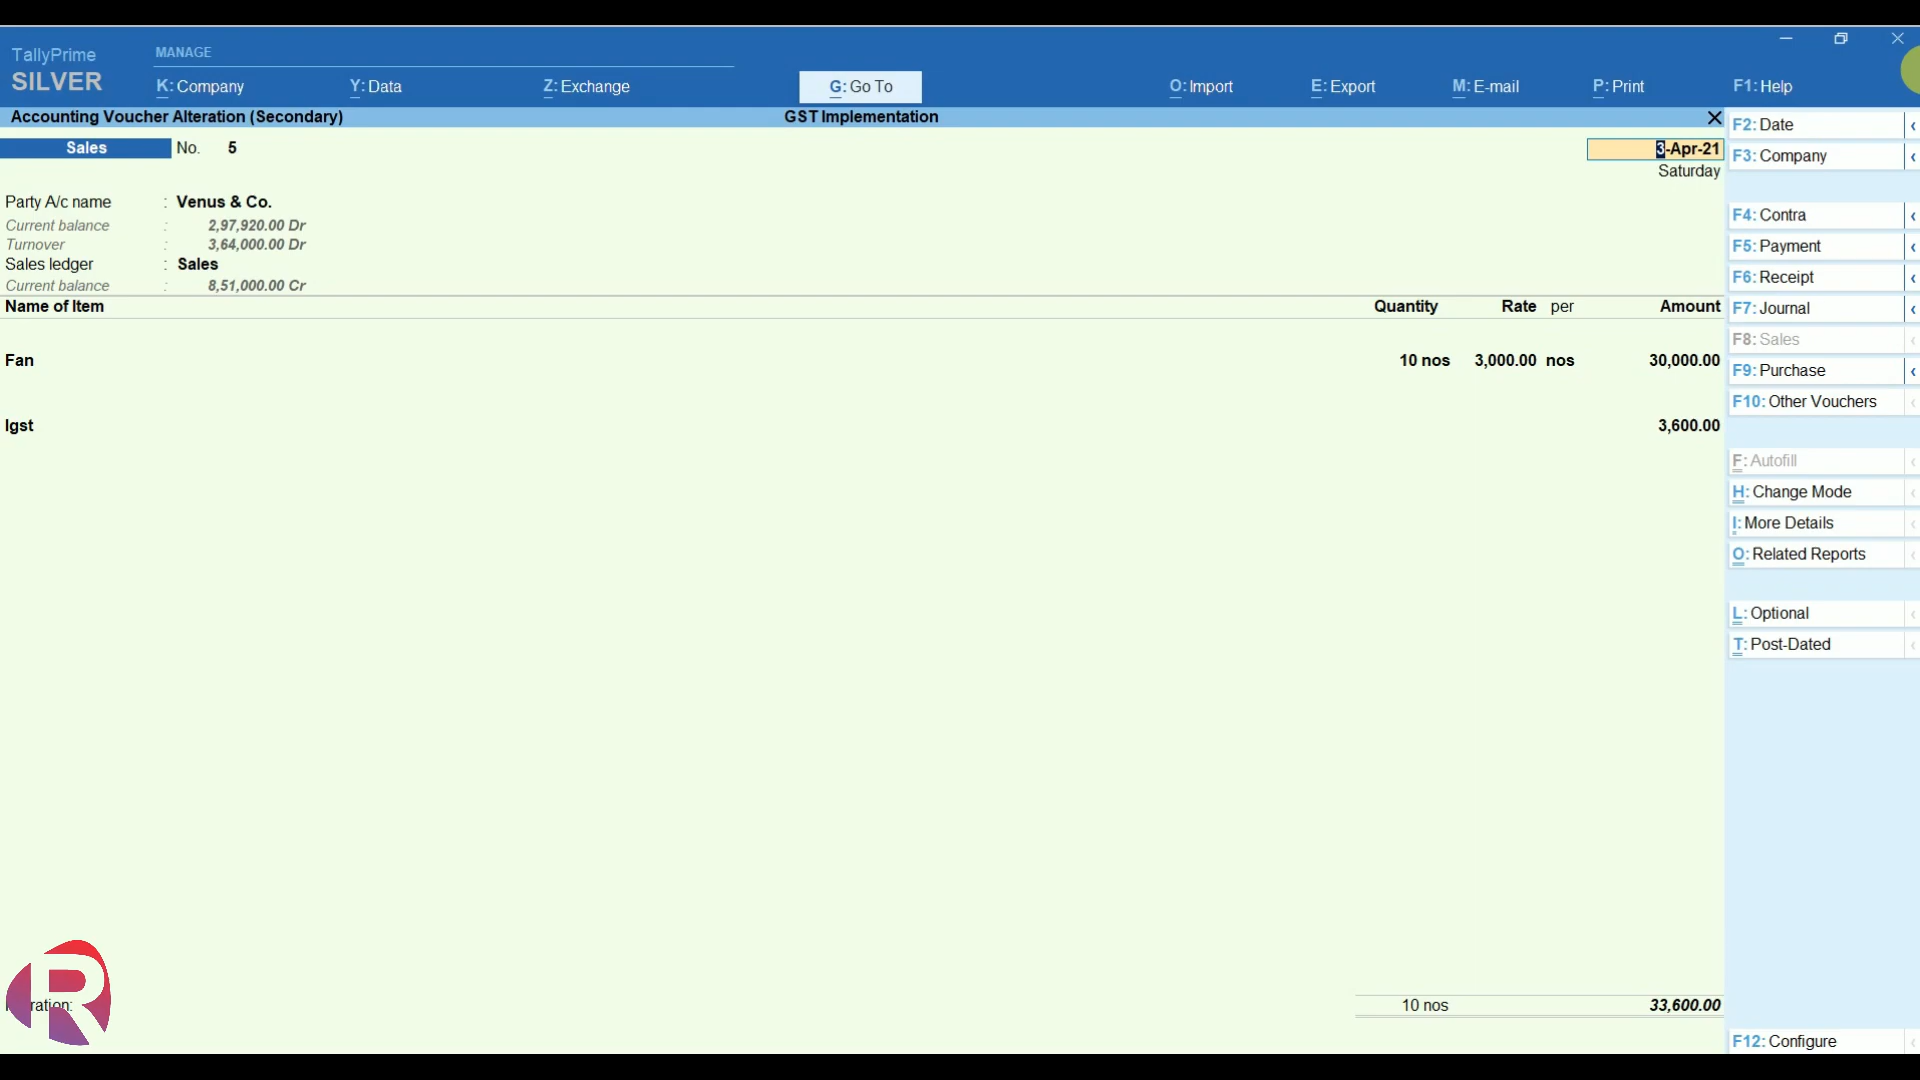 TallyPrime
SILVER
MANAGE
K: Company Y: Data Z: Exchange G: Go To O: Import E: Export M: E-mail P: Print F1: Help
Accounting Voucher Alteration (Secondary) GST Implementation
Sales No. 5 3-Apr-21
Saturday
Party A/c name : Venus & Co.
Current balance : 2,97,920.00 Dr
Turnover : 3,64,000.00 Dr
Sales ledger : Sales
Current balance : 8,51,000.00 Cr
Name of Item Quantity Rate per Amount
Fan 10 nos 3,000.00 nos 30,000.00
Igst 3,600.00
ration: 10 nos 33,600.00
F2: Date
F3: Company
F4: Contra
F5: Payment
F6: Receipt
F7: Journal
F8: Sales
F9: Purchase
F10: Other Vouchers
F: Autofill
H: Change Mode
I: More Details
O: Related Reports
L: Optional
T: Post-Dated
F12: Configure
R